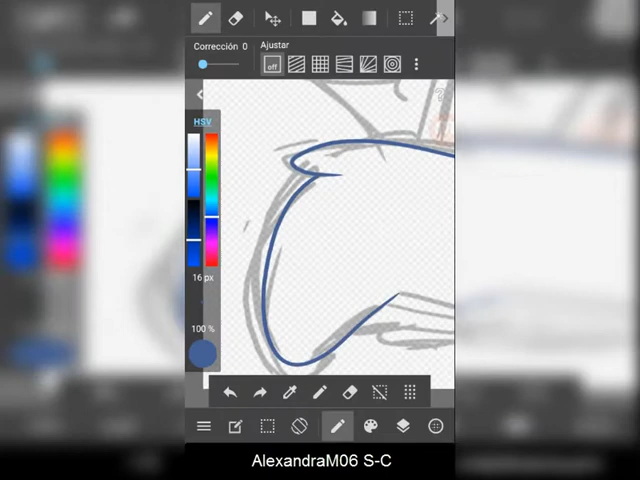 Corrección 0
Ajustar
off
HSV
16 px
100 %
AlexandraM06 S-C